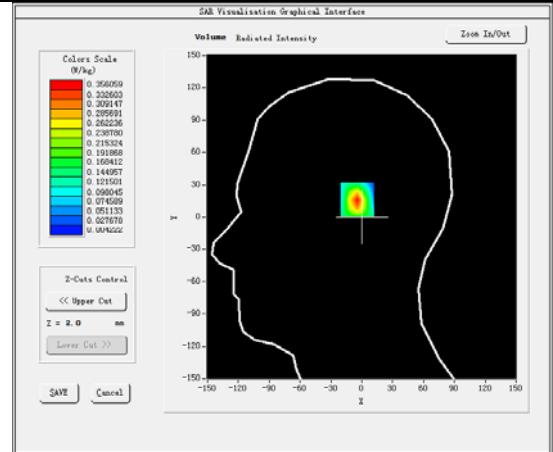 SAR Visualisation Graphical Interface
Volume Radiated Intensity
Zoom In/Out
Colors Scale
(W/kg)
0.356059
0.332603
0.309147
0.285691
0.262236
0.238780
0.215324
0.191868
0.168412
0.144957
0.121501
0.098045
0.074589
0.051133
0.027678
0.004222
Z-Cuts Control
<< Upper Cut
Z = 2.0 mm
Lower Cut >>
SAVE Cancel
150
120
90
60
30
0
-30
-60
-90
-120
-150
Y
-150 -120 -90 -60 -30 0 30 60 90 120 150
X